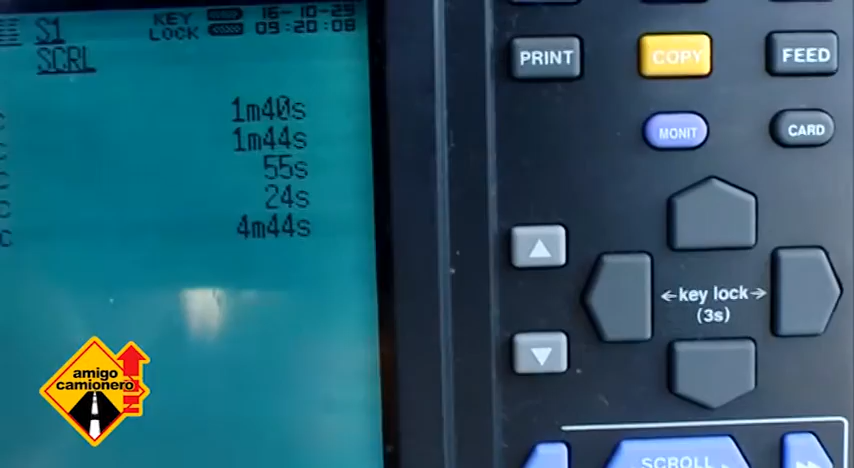 S1 KEY LOCK 16-10-29
09:20:08
SCRL
1m40s
1m44s
55s
24s
4m44s
PRINT COPY FEED
MONIT CARD
key lock
(3s)
SCROLL
amigo
camionero